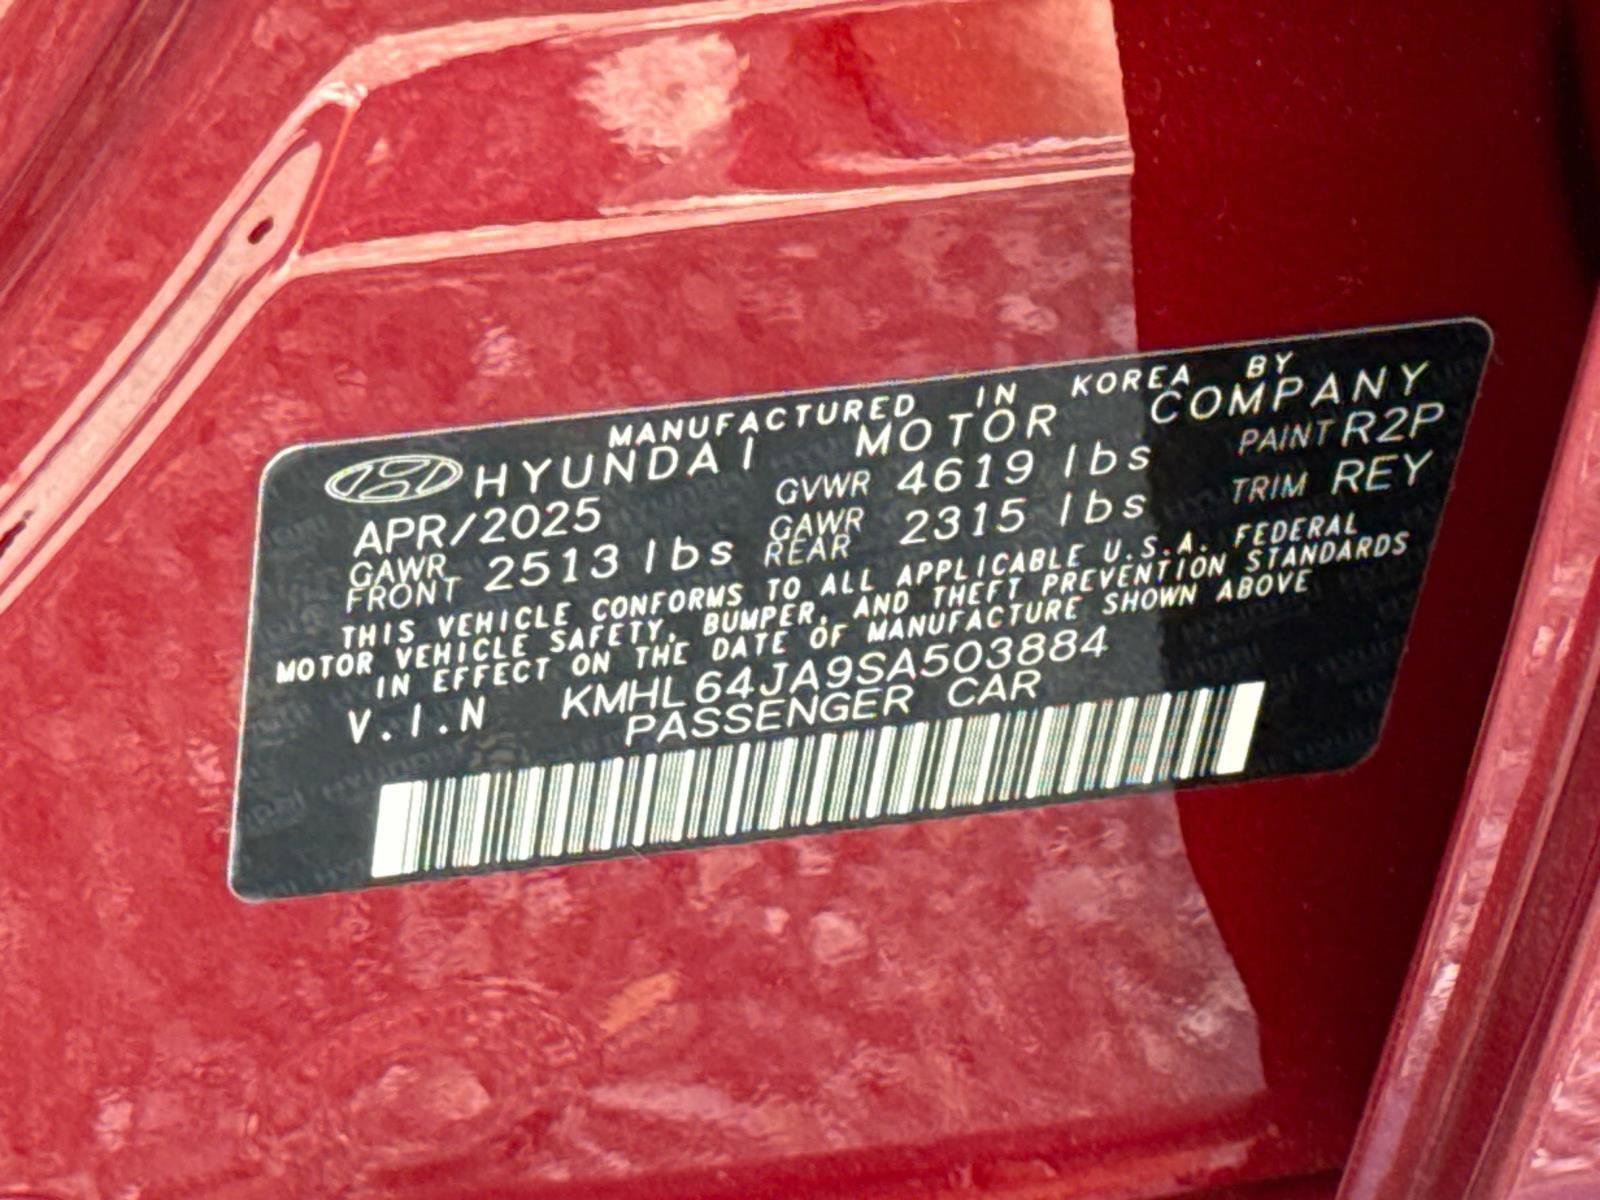 MANUFACTURED IN KOREA BY
HYUNDAI MOTOR COMPANY
APR/2025 GVWR 4619 lbs PAINT R2P
GAWR FRONT 2513 lbs GAWR REAR 2315 lbs TRIM REY
THIS VEHICLE CONFORMS TO ALL APPLICABLE U.S.A. FEDERAL
MOTOR VEHICLE SAFETY, BUMPER, AND THEFT PREVENTION STANDARDS
IN EFFECT ON THE DATE OF MANUFACTURE SHOWN ABOVE
V.I.N KMHL64JA9SA503884
PASSENGER CAR